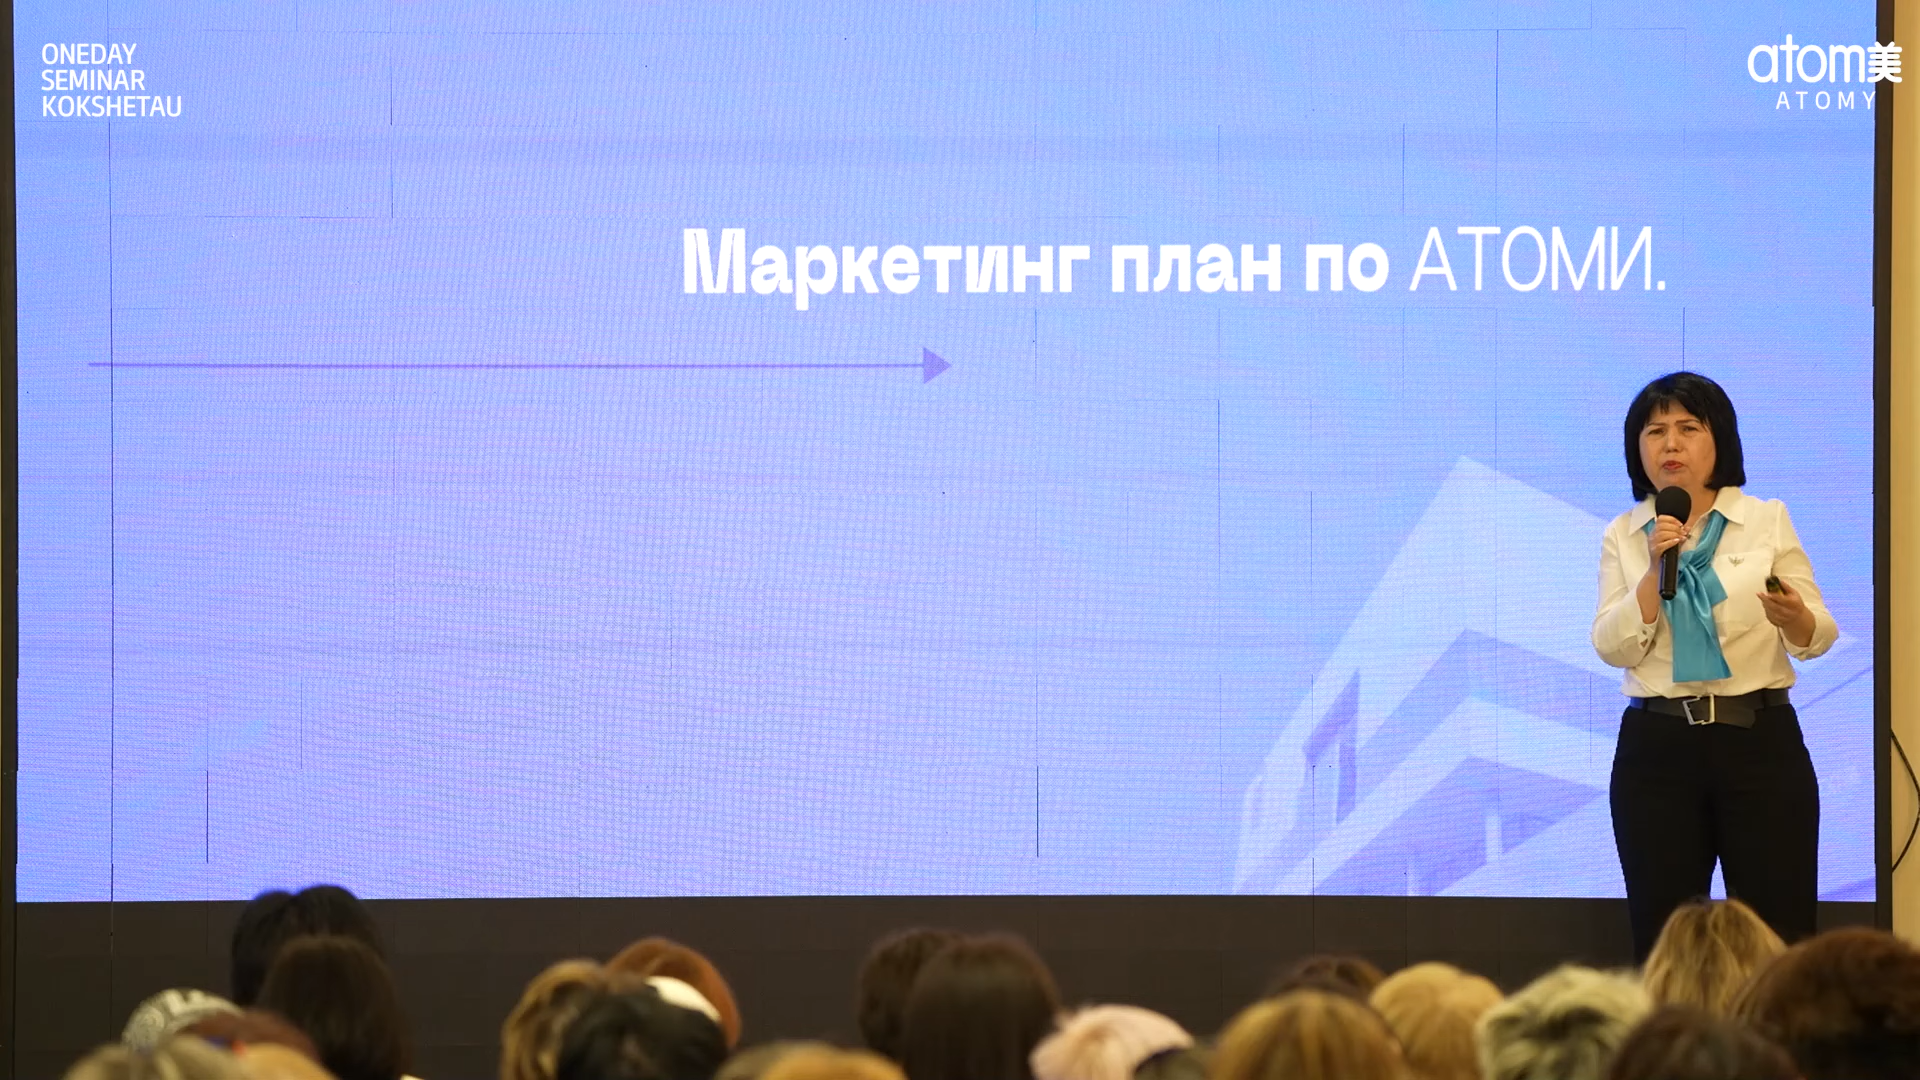 ONEDAY
SEMINAR
KOKSHETAU
atom美
ATOMY
Маркетинг план по АТОМИ.